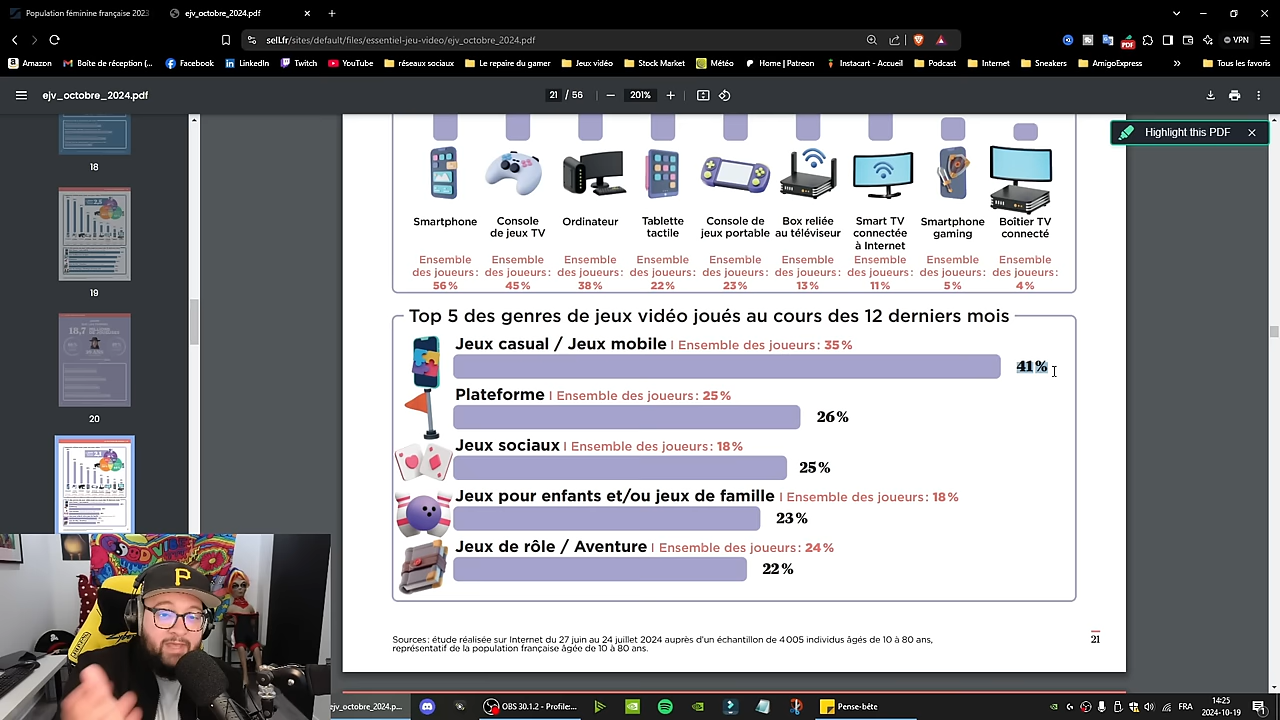 Population féminine française 202
ejv_octobre_2024.pdf
sell.fr/sites/default/files/essentiel-jeu-video/ejv_octobre_2024.pdf
VPN
Amazon
Boîte de réception (...
Facebook
LinkedIn
Twitch
YouTube
réseaux sociaux
Le repaire du gamer
Jeux vidéo
Stock Market
Météo
Home | Patreon
Instacart - Accueil
Podcast
Internet
Sneakers
AmigoExpress
»
Tous les favoris
ejv_octobre_2024.pdf
21 / 56
201%
Highlight this PDF
18
19
20
Smartphone
Console
de jeux TV
Ordinateur
Tablette
tactile
Console de
jeux portable
Box reliée
au téléviseur
Smart TV
connectée
à Internet
Smartphone
gaming
Boîtier TV
connecté
Ensemble
des joueurs:
56%
Ensemble
des joueurs:
45%
Ensemble
des joueurs:
38%
Ensemble
des joueurs:
22%
Ensemble
des joueurs:
23%
Ensemble
des joueurs:
13%
Ensemble
des joueurs:
11%
Ensemble
des joueurs:
5%
Ensemble
des joueurs:
4%
Top 5 des genres de jeux vidéo joués au cours des 12 derniers mois
Jeux casual / Jeux mobile | Ensemble des joueurs: 35%
41%
Plateforme | Ensemble des joueurs: 25%
26%
Jeux sociaux | Ensemble des joueurs: 18%
25%
Jeux pour enfants et/ou jeux de famille | Ensemble des joueurs: 18%
23%
Jeux de rôle / Aventure | Ensemble des joueurs: 24%
22%
Sources: étude réalisée sur Internet du 27 juin au 24 juillet 2024 auprès d'un échantillon de 4005 individus âgés de 10 à 80 ans,
représentatif de la population française âgée de 10 à 80 ans.
21
P
ejv_octobre_2024.p...
OBS 30.1.2 - Profile:...
Pense-bête
FRA
14:25
2024-10-19